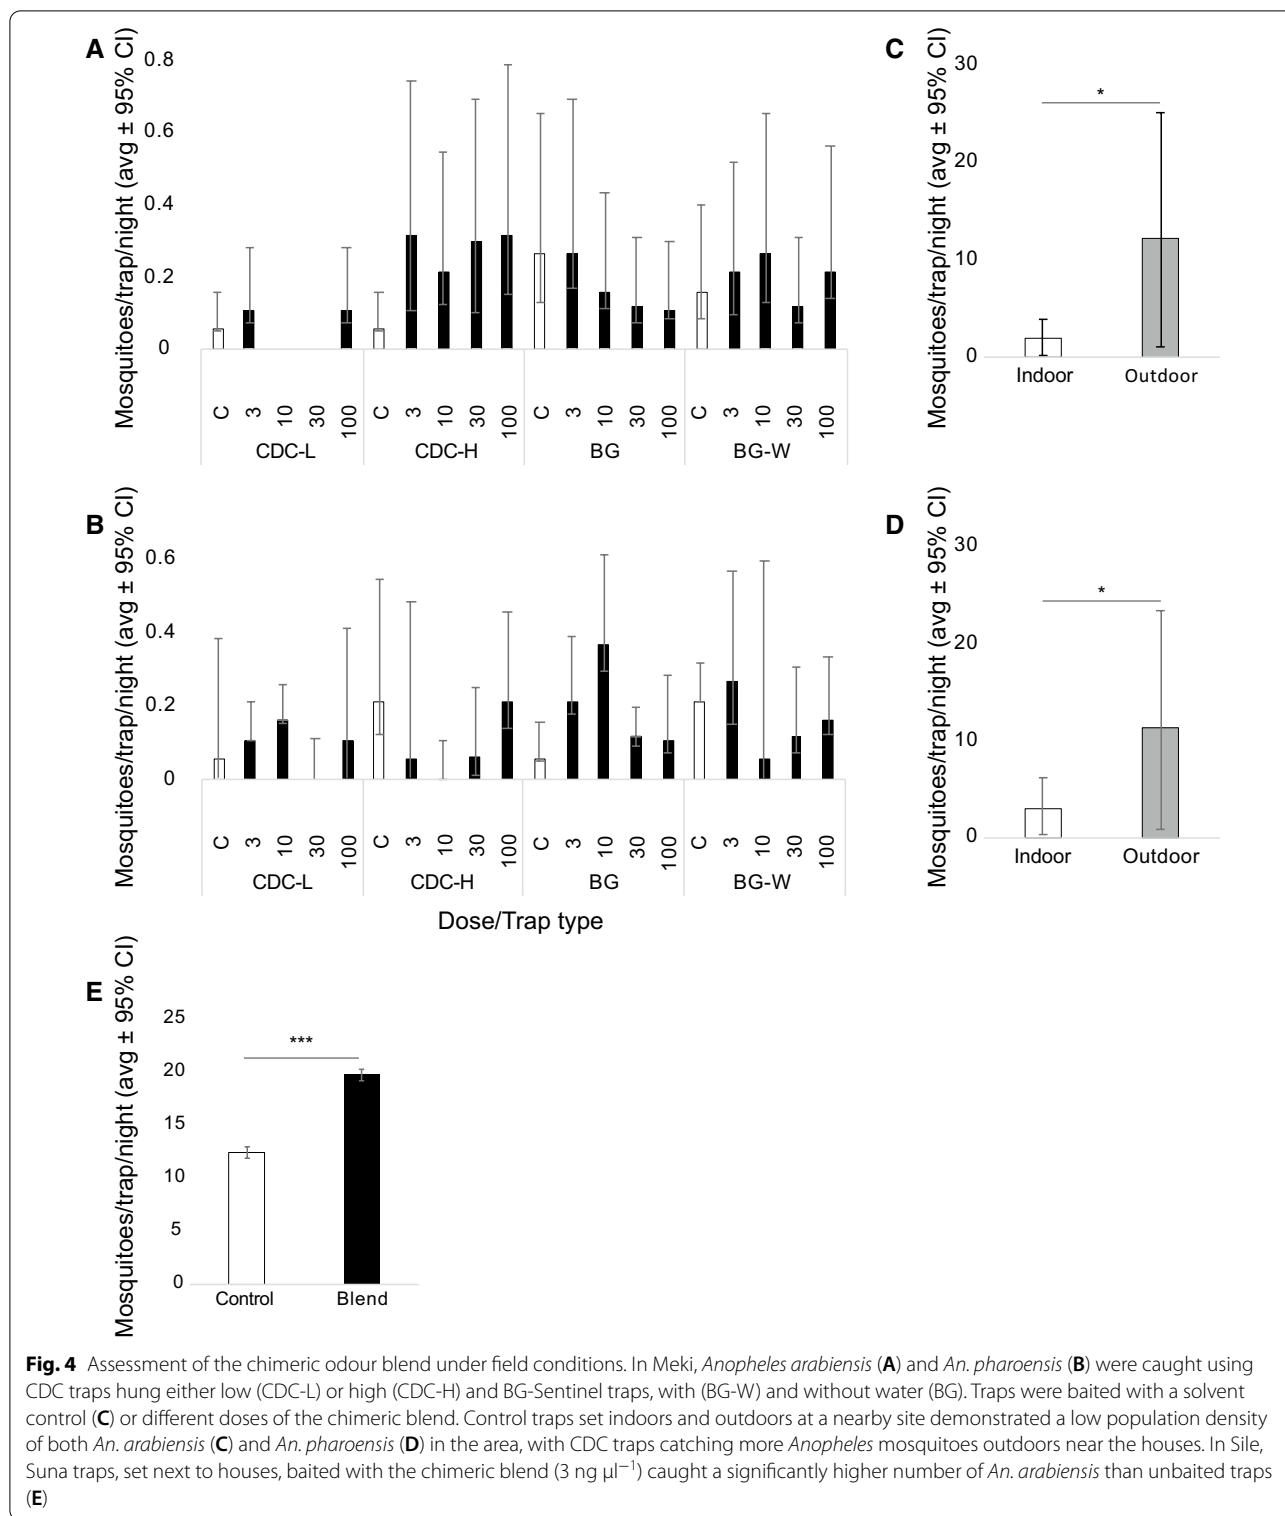 A
Mosquitoes/trap/night (avg ± 95% CI)
0.8
0.6
0.4
0.2
0
C 3 10 30 100 C 3 10 30 100 C 3 10 30 100 C 3 10 30 100
CDC-L CDC-H BG BG-W
C
Mosquitoes/trap/night (avg ± 95% CI)
30
20
10
0
*
Indoor Outdoor
B
Mosquitoes/trap/night (avg ± 95% CI)
0.6
0.4
0.2
0
C 3 10 30 100 C 3 10 30 100 C 3 10 30 100 C 3 10 30 100
CDC-L CDC-H BG BG-W
Dose/Trap type
D
Mosquitoes/trap/night (avg ± 95% CI)
30
20
10
0
*
Indoor Outdoor
E
Mosquitoes/trap/night (avg ± 95% CI)
25
20
15
10
5
0
***
Control Blend
Fig. 4 Assessment of the chimeric odour blend under field conditions. In Meki, Anopheles arabiensis (A) and An. pharoensis (B) were caught using
CDC traps hung either low (CDC-L) or high (CDC-H) and BG-Sentinel traps, with (BG-W) and without water (BG). Traps were baited with a solvent
control (C) or different doses of the chimeric blend. Control traps set indoors and outdoors at a nearby site demonstrated a low population density
of both An. arabiensis (C) and An. pharoensis (D) in the area, with CDC traps catching more Anopheles mosquitoes outdoors near the houses. In Sile,
Suna traps, set next to houses, baited with the chimeric blend (3 ng µl⁻¹) caught a significantly higher number of An. arabiensis than unbaited traps
(E)